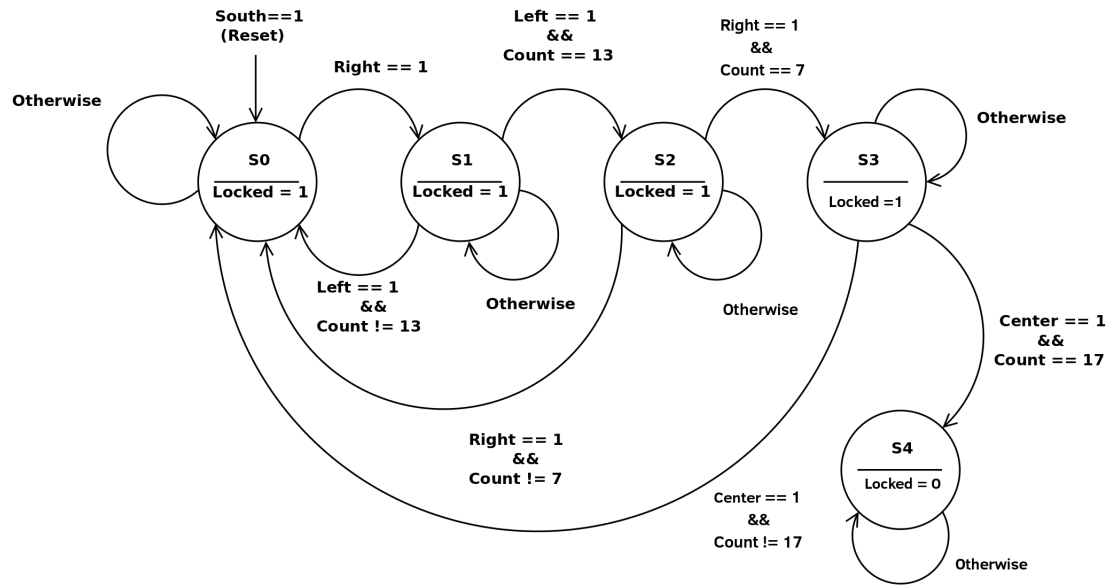 South==1
(Reset)
Left == 1
&&
Count == 13
Right == 1
&&
Count == 7
Right == 1
Otherwise
Otherwise
S0
Locked = 1
S1
Locked = 1
S2
Locked = 1
S3
Locked =1
Left == 1
&&
Count != 13
Otherwise
Otherwise
Center == 1
&&
Count == 17
Right == 1
&&
Count != 7
S4
Locked = 0
Center == 1
&&
Count != 17
Otherwise